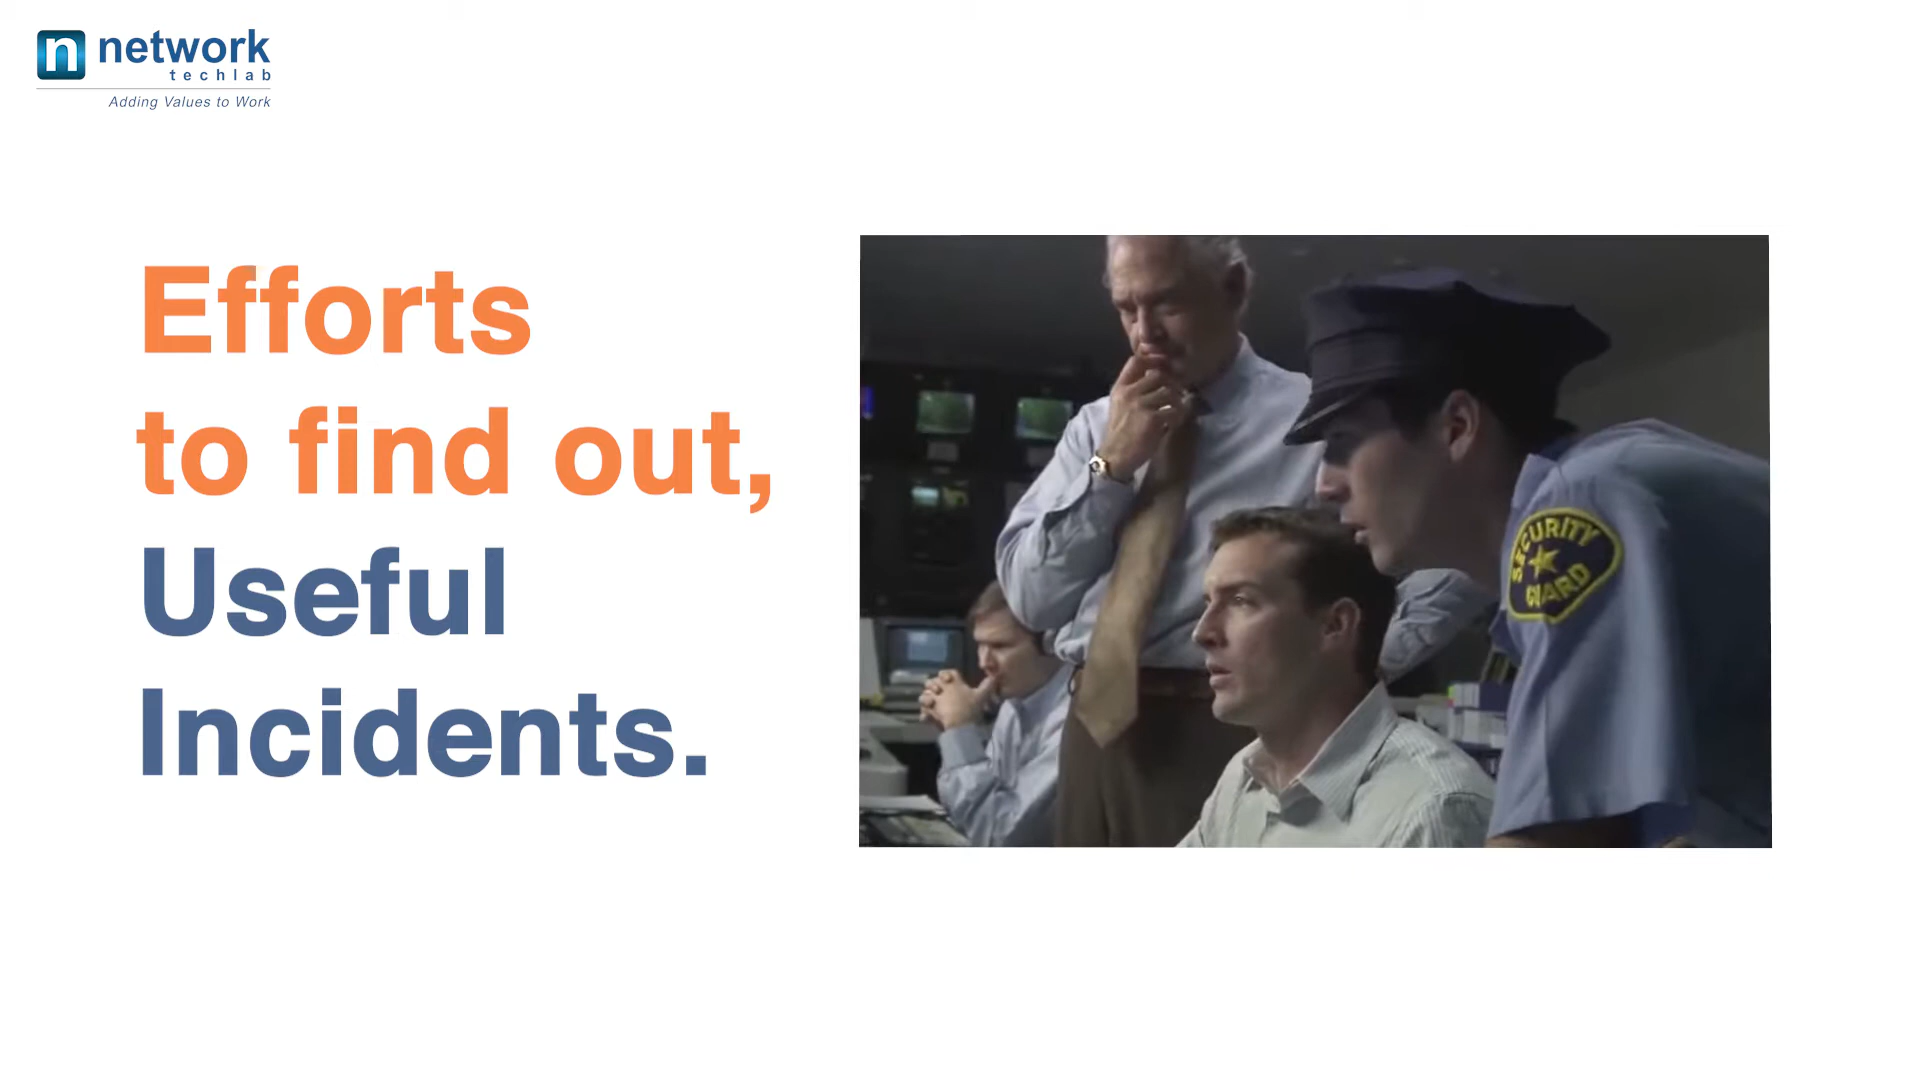 n network
techlab
Adding Values to Work
Efforts
to find out,
Useful
Incidents.
SECURITY
GUARD